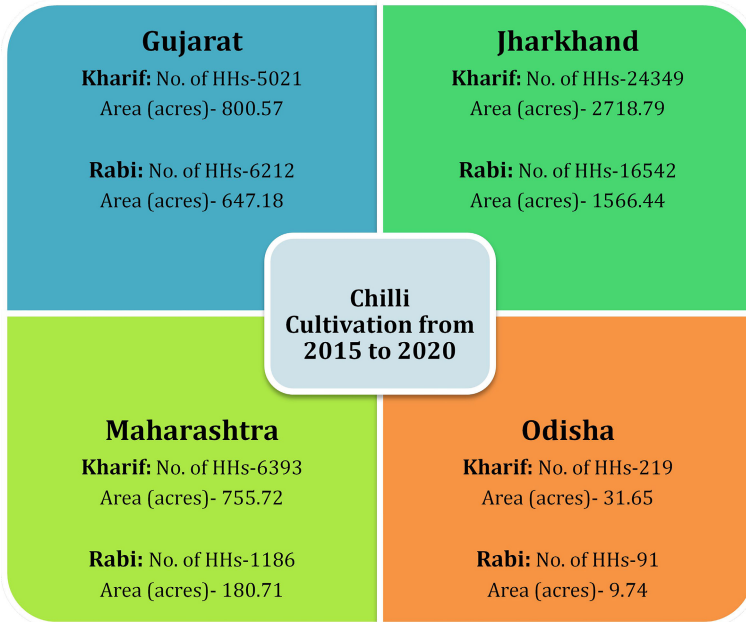 Gujarat
Kharif: No. of HHs-5021
Area (acres)- 800.57
Rabi: No. of HHs-6212
Area (acres)- 647.18
Jharkhand
Kharif: No. of HHs-24349
Area (acres)- 2718.79
Rabi: No. of HHs-16542
Area (acres)- 1566.44
Chilli
Cultivation from
2015 to 2020
Maharashtra
Kharif: No. of HHs-6393
Area (acres)- 755.72
Rabi: No. of HHs-1186
Area (acres)- 180.71
Odisha
Kharif: No. of HHs-219
Area (acres)- 31.65
Rabi: No. of HHs-91
Area (acres)- 9.74